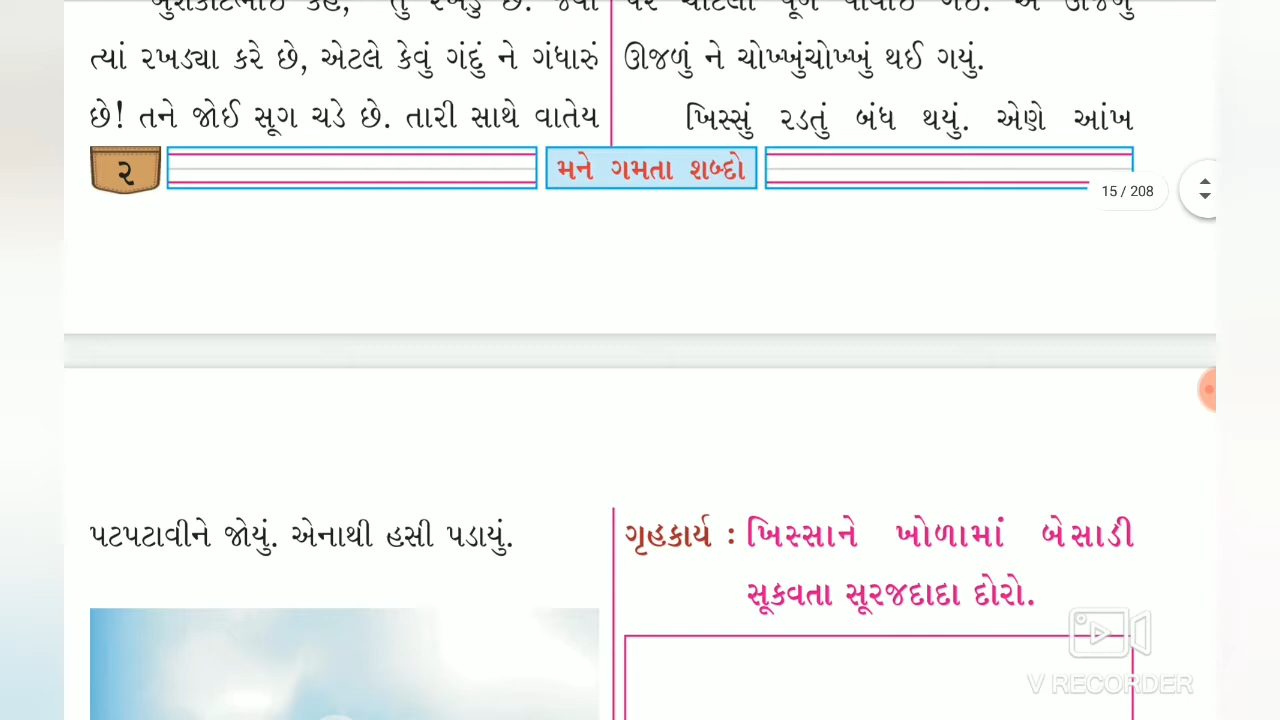 ત્યાં રખડ્યા કરે છે, એટલે કેવું ગંદું ને ગંધારું
છે! તને જોઈ સૂગ ચડે છે. તારી સાથે વાતેય
ઊજળું ને ચોખ્ખુંચોખ્ખું થઈ ગયું.
ખિસ્સું રડતું બંધ થયું. એણે આંખ
૨
મને ગમતા શબ્દો
15 / 208
પટપટાવીને જોયું. એનાથી હસી પડાયું.
ગૃહકાર્ય : ખિસ્સાને ખોળામાં બેસાડી
સૂકવતા સૂરજદાદા દોરો.
V RECORDER